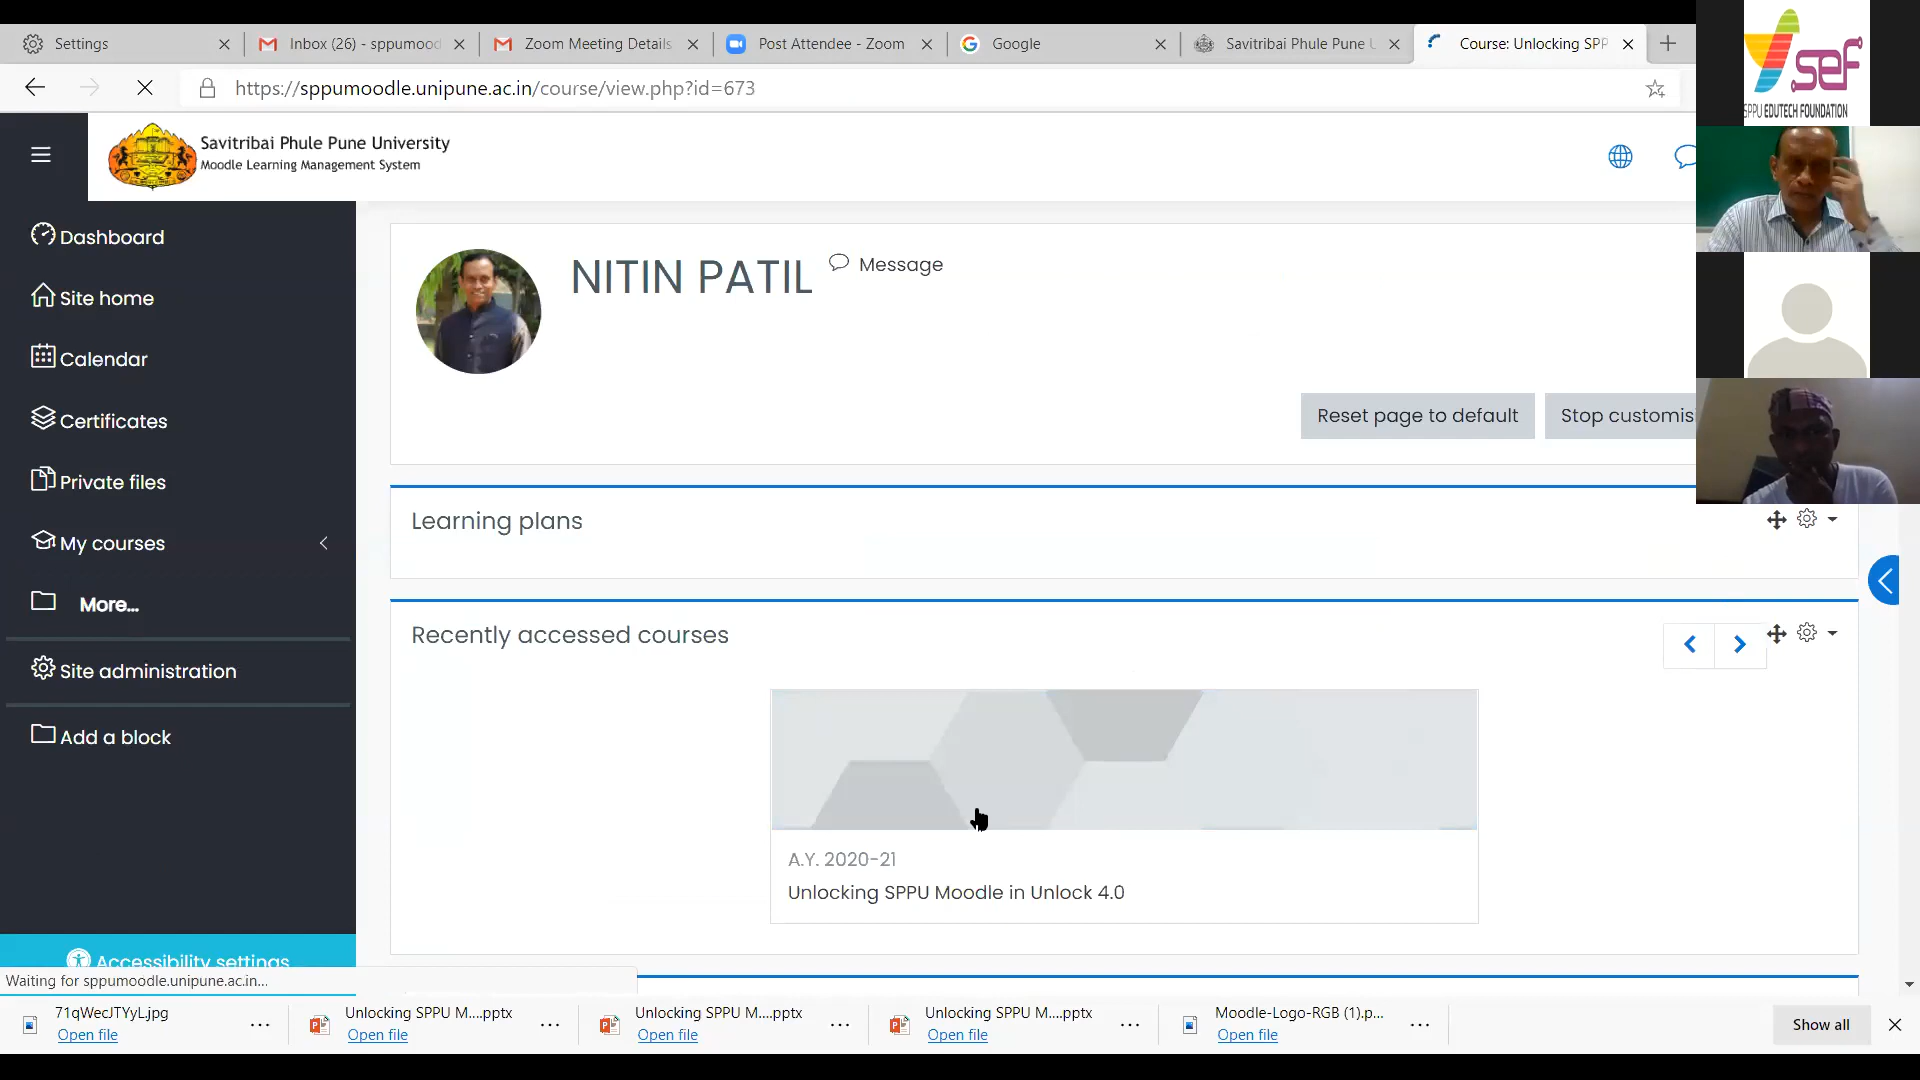 Settings
Inbox (26) - sppumood
Zoom Meeting Details
Post Attendee - Zoom
Google
Savitribai Phule Pune U
Course: Unlocking SPP
https://sppumoodle.unipune.ac.in/course/view.php?id=673
sef
SPPU EDUTECH FOUNDATION
Savitribai Phule Pune University
Moodle Learning Management System
Dashboard
Site home
Calendar
Certificates
Private files
My courses
More...
Site administration
Add a block
Accessibility settings
NITIN PATIL
Message
Reset page to default
Stop customis
Learning plans
Recently accessed courses
A.Y. 2020-21
Unlocking SPPU Moodle in Unlock 4.0
Waiting for sppumoodle.unipune.ac.in...
71qWecJTYyL.jpg
Open file
Unlocking SPPU M....pptx
Open file
Unlocking SPPU M....pptx
Open file
Unlocking SPPU M....pptx
Open file
Moodle-Logo-RGB (1).p...
Open file
Show all